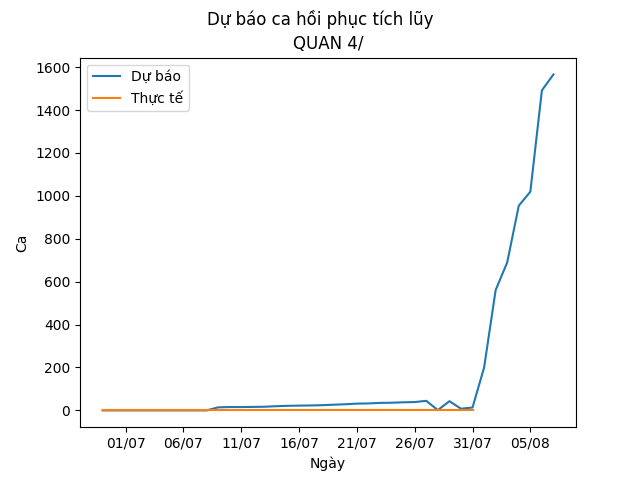 Dự báo ca hồi phục tích lũy
QUAN 4/
1600
1400
1200
1000
800
600
400
200
0
Ca
Dự báo
Thực tế
01/07 06/07 11/07 16/07 21/07 26/07 31/07 05/08
Ngày